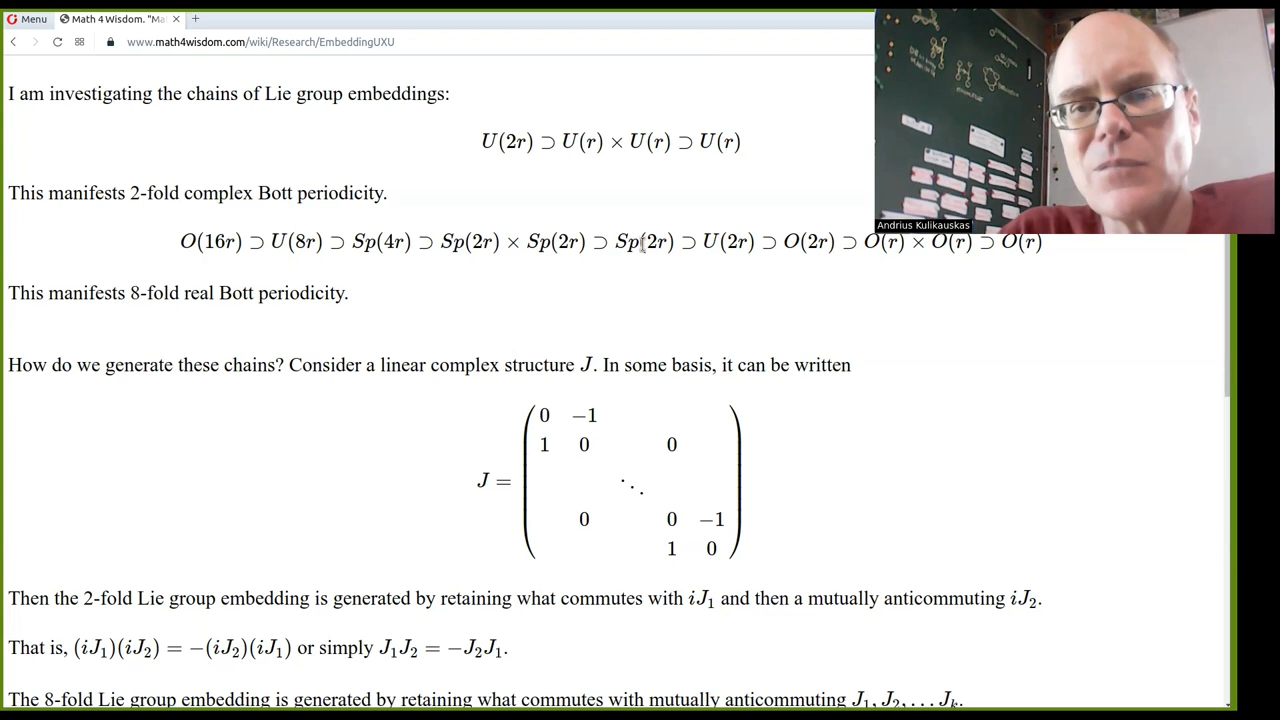 Menu
Math 4 Wisdom. "Ma
www.math4wisdom.com/wiki/Research/EmbeddingUXU
I am investigating the chains of Lie group embeddings:
U(2r) ⊃ U(r) × U(r) ⊃ U(r)
This manifests 2-fold complex Bott periodicity.
Andrius Kulikauskas
O(16r) ⊃ U(8r) ⊃ Sp(4r) ⊃ Sp(2r) × Sp(2r) ⊃ Sp(2r) ⊃ U(2r) ⊃ O(2r) ⊃ O(r) × O(r) ⊃ O(r)
This manifests 8-fold real Bott periodicity.
How do we generate these chains? Consider a linear complex structure J. In some basis, it can be written
0 −1
1 0 0
J = ⋱
0 0 −1
1 0
Then the 2-fold Lie group embedding is generated by retaining what commutes with iJ₁ and then a mutually anticommuting iJ₂.
That is, (iJ₁)(iJ₂) = −(iJ₂)(iJ₁) or simply J₁J₂ = −J₂J₁.
The 8-fold Lie group embedding is generated by retaining what commutes with mutually anticommuting J₁, J₂, … Jₖ.